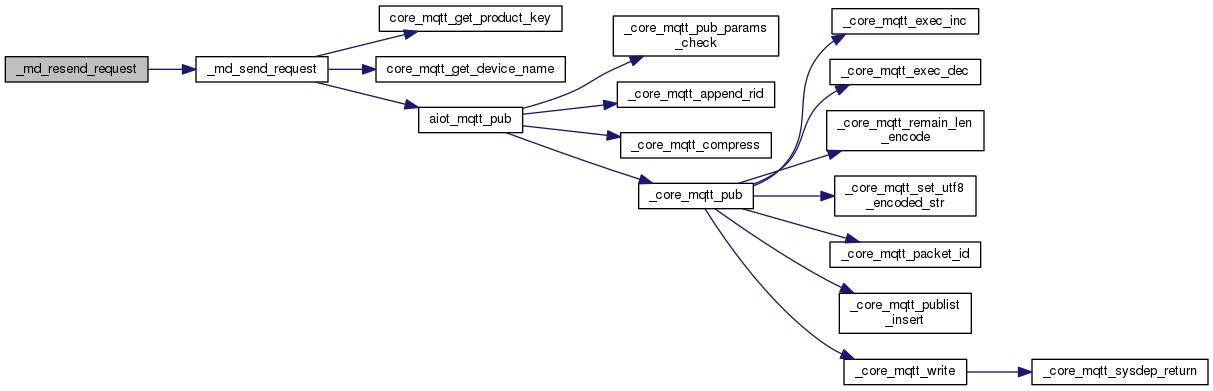 _md_resend_request
_md_send_request
core_mqtt_get_product_key
core_mqtt_get_device_name
aiot_mqtt_pub
_core_mqtt_pub_params
_check
_core_mqtt_append_rid
_core_mqtt_compress
_core_mqtt_pub
_core_mqtt_exec_inc
_core_mqtt_exec_dec
_core_mqtt_remain_len
_encode
_core_mqtt_set_utf8
_encoded_str
_core_mqtt_packet_id
_core_mqtt_publist
_insert
_core_mqtt_write
_core_mqtt_sysdep_return